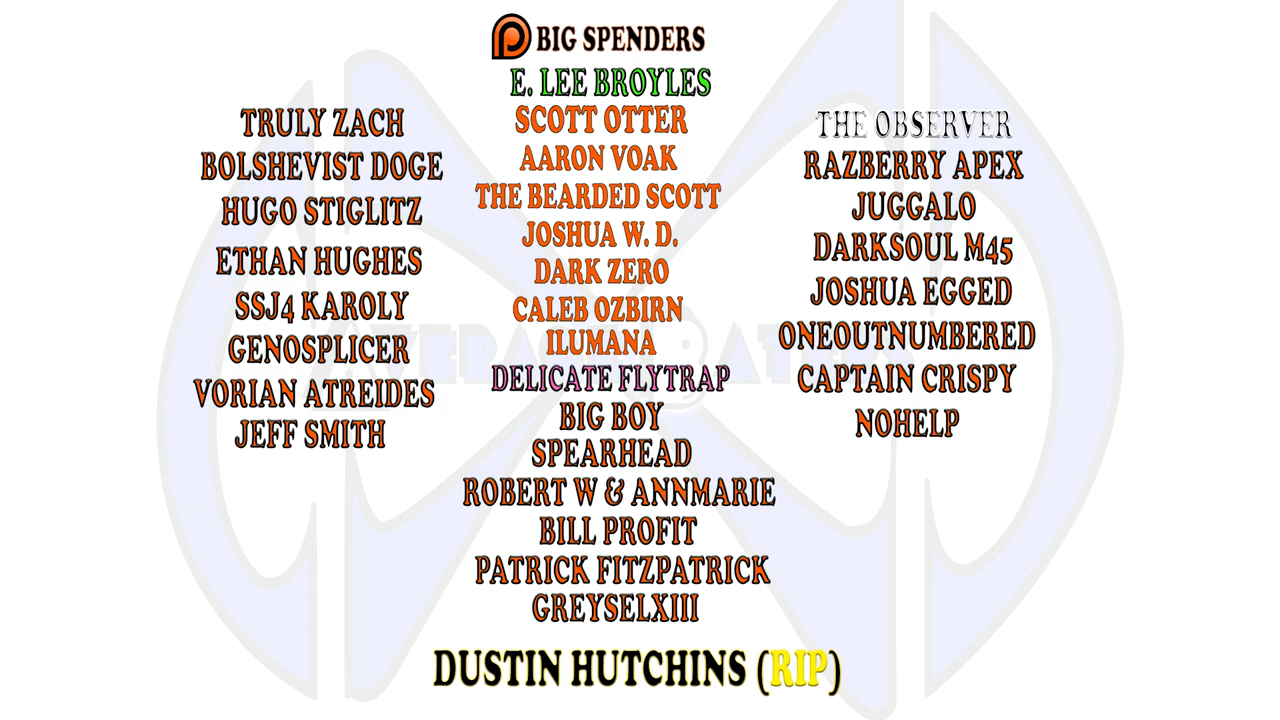 BIG SPENDERS
E. LEE BROYLES
SCOTT OTTER
AARON VOAK
THE BEARDED SCOTT
JOSHUA W. D.
DARK ZERO
CALEB OZBIRN
ILUMANA
DELICATE FLYTRAP
BIG BOY
SPEARHEAD
ROBERT W & ANNMARIE
BILL PROFIT
PATRICK FITZPATRICK
GREYSELXIII
TRULY ZACH
BOLSHEVIST DOGE
HUGO STIGLITZ
ETHAN HUGHES
SSJ4 KAROLY
GENOSPLICER
VORIAN ATREIDES
JEFF SMITH
THE OBSERVER
RAZBERRY APEX
JUGGALO
DARKSOUL M45
JOSHUA EGGED
ONEOUTNUMBERED
CAPTAIN CRISPY
NOHELP
DUSTIN HUTCHINS (RIP)